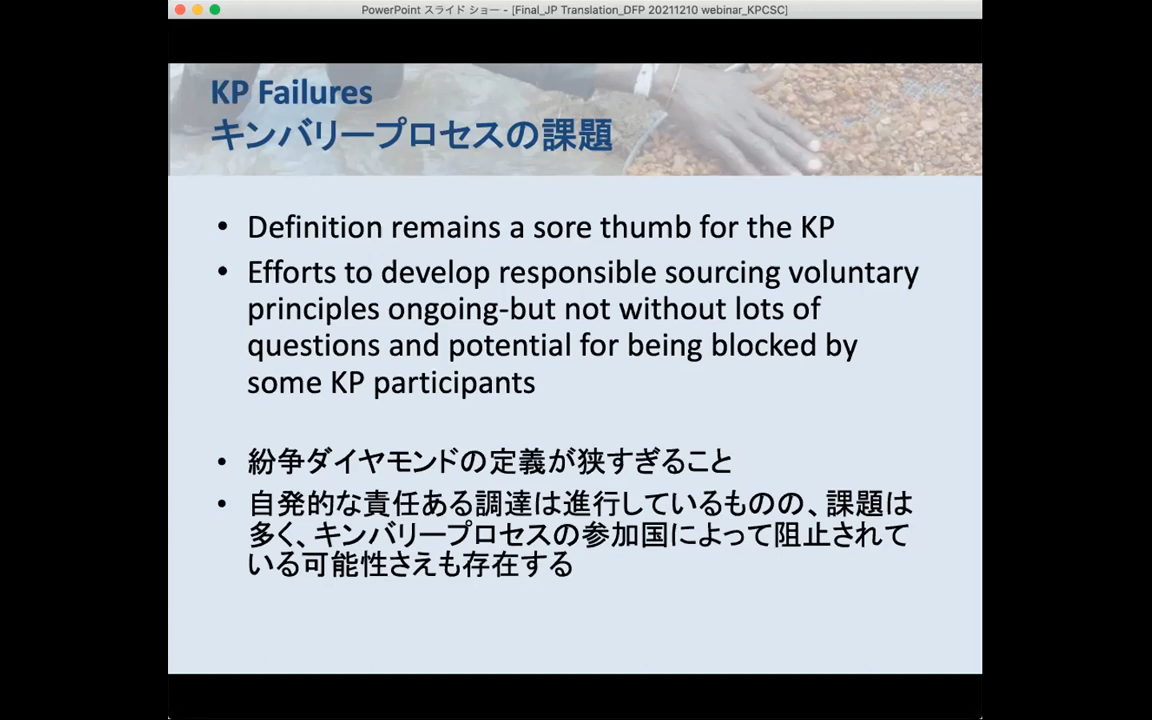 PowerPoint スライド ショー - [Final_JP Translation_DFP 20211210 webinar_KPCSC]
KP Failures
キンバリープロセスの課題
• Definition remains a sore thumb for the KP
• Efforts to develop responsible sourcing voluntary
principles ongoing-but not without lots of
questions and potential for being blocked by
some KP participants
• 紛争ダイヤモンドの定義が狭すぎること
• 自発的な責任ある調達は進行しているものの、課題は
多く、キンバリープロセスの参加国によって阻止されて
いる可能性さえも存在する